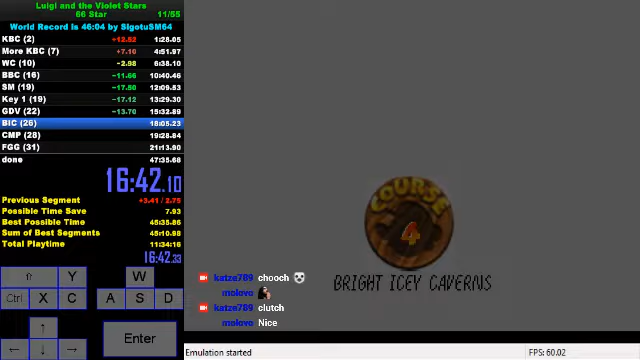 Luigi and the Violet Stars
66 Star 11/55
World Record is 46:04 by SigotuSM64
KBC (2) +12.52 1:28.05
More KBC (7) +7.10 4:51.97
WC (10) -2.98 6:38.10
BBC (16) -11.66 10:40.46
SM (19) -17.50 12:09.53
Key 1 (19) -17.12 13:29.30
GDV (22) -13.70 15:32.89
BIC (26) 18:05.23
CMP (28) 19:28.84
FGG (31) 21:13.90
done 47:35.68
16:42.10
Previous Segment +3.41 / 2.75
Possible Time Save 7.93
Best Possible Time 45:35.86
Sum of Best Segments 45:10.98
Total Playtime 11:34:16
16:42.33
↑ Y W
Ctrl X C A S D
↑ Enter
← ↓ →
COURSE
4
BRIGHT ICEY CAVERNS
katze789 chooch
molovo
katze789 clutch
molovo Nice
Emulation started FPS: 60.02